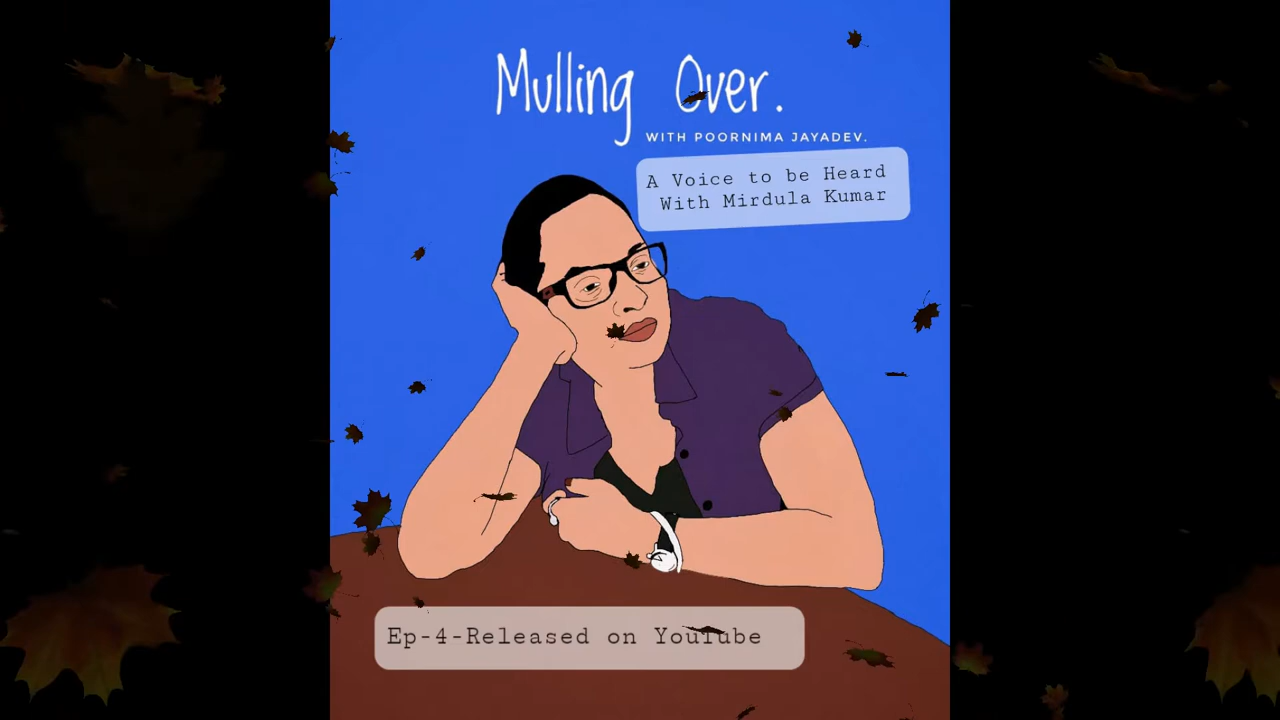 Mulling Over.
WITH POORNIMA JAYADEV.
A Voice to be Heard
With Mirdula Kumar
Ep-4-Released on YouTube